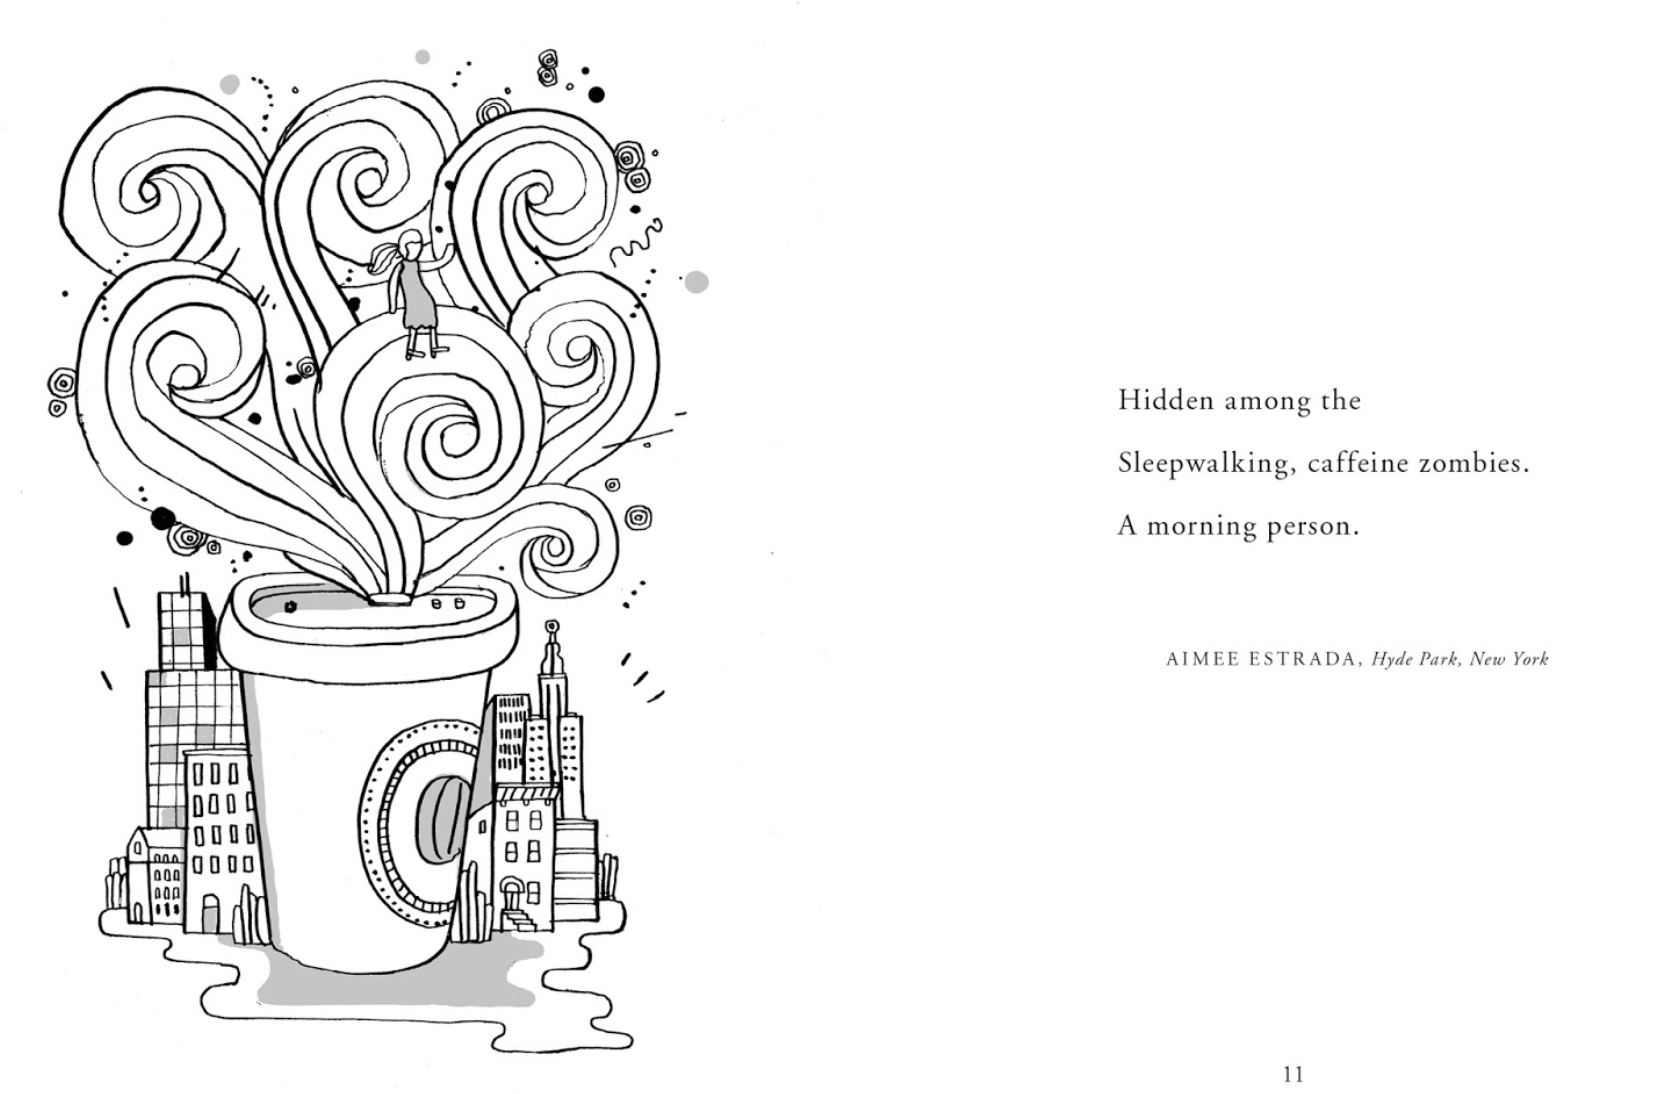 Hidden among the
Sleepwalking, caffeine zombies.
A morning person.
AIMEE ESTRADA, Hyde Park, New York
11